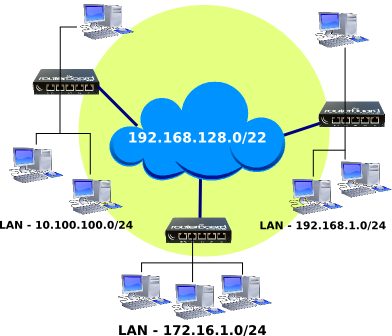 192.168.128.0/22
LAN - 10.100.100.0/24
LAN - 192.168.1.0/24
LAN - 172.16.1.0/24